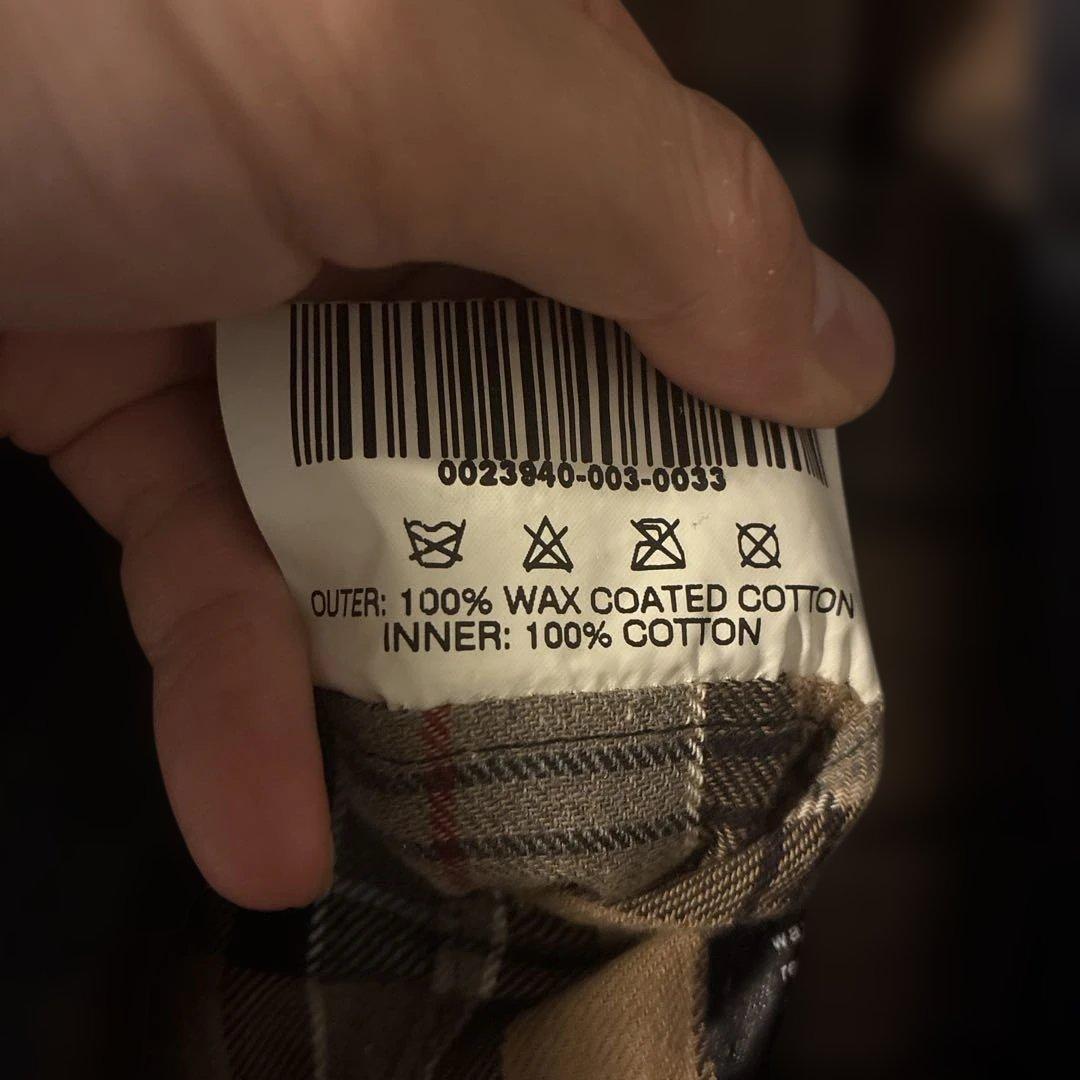 0023940-003-0033
OUTER: 100% WAX COATED COTTON
INNER: 100% COTTON